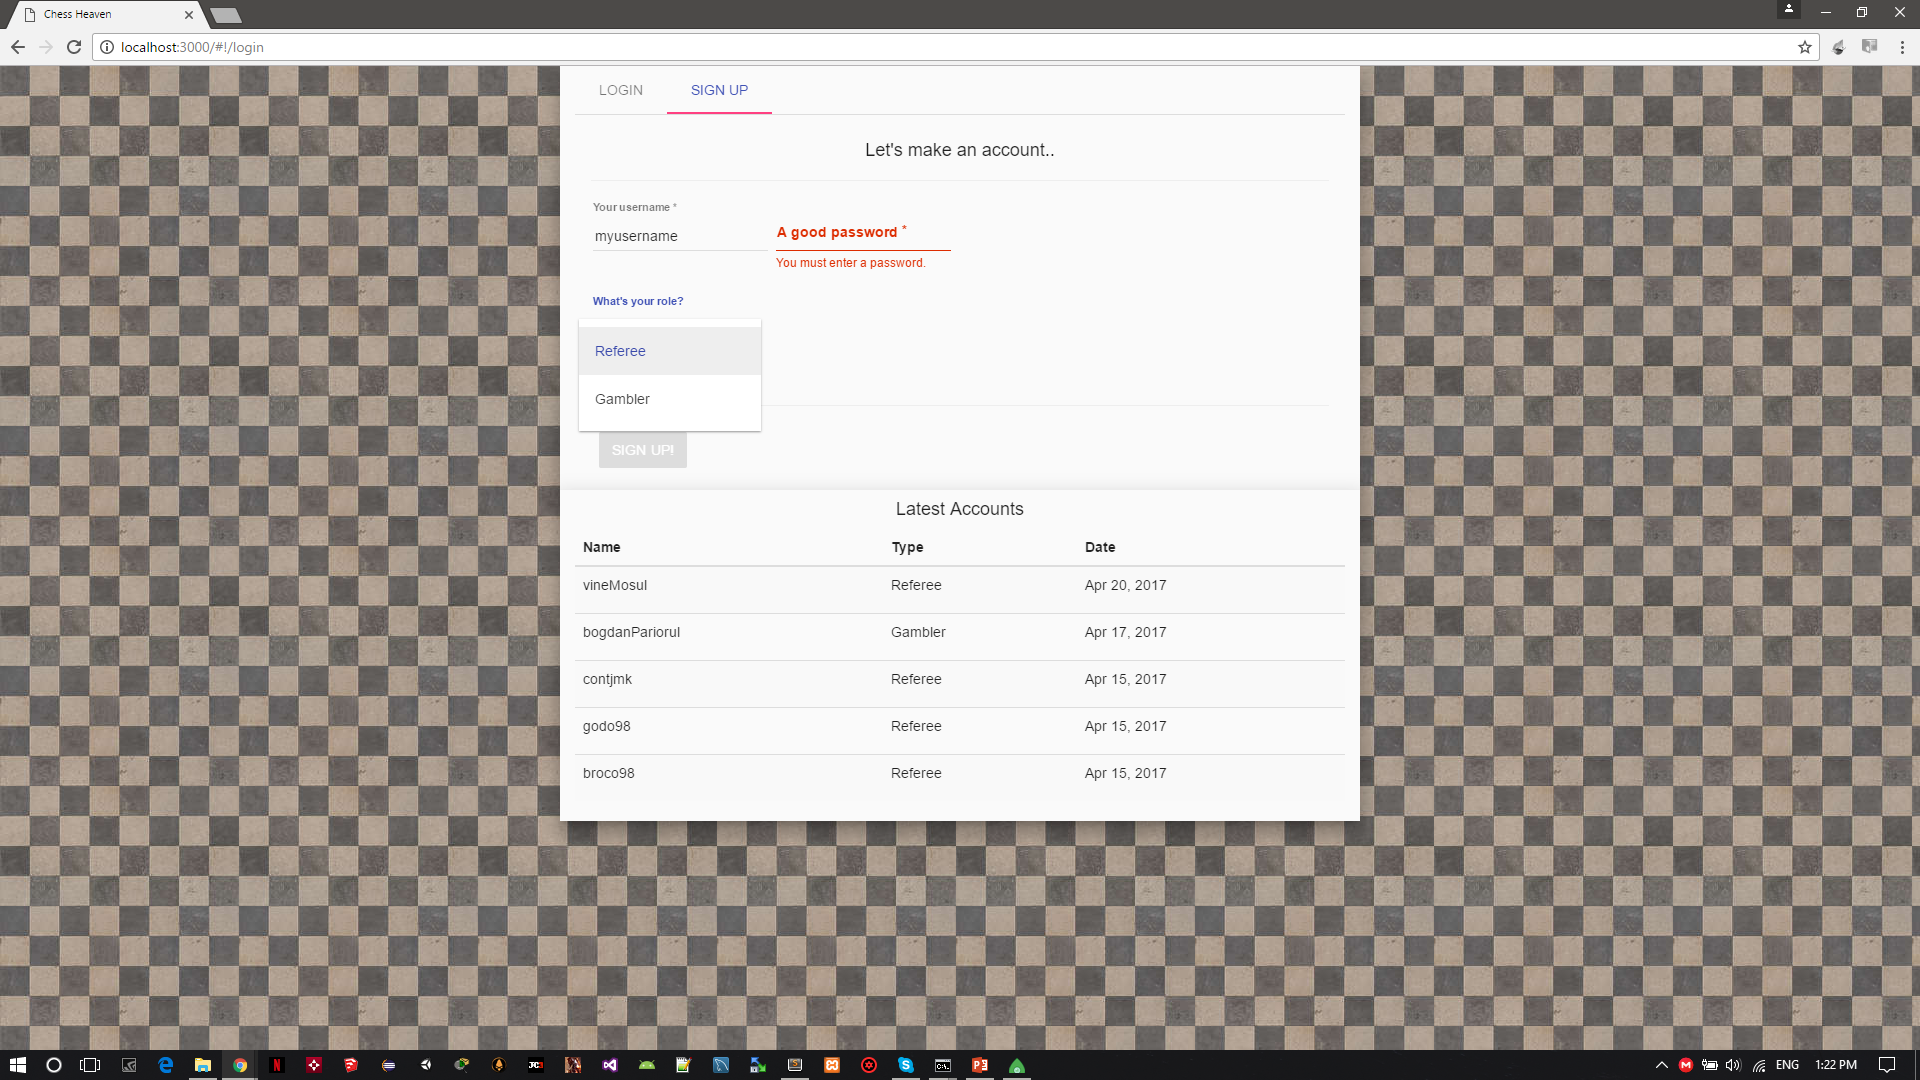 Chess Heaven
localhost:3000/#!/login
LOGIN SIGN UP
Let's make an account..
Your username *
myusername
A good password *
You must enter a password.
What's your role?
Referee
Gambler
SIGN UP!
Latest Accounts
Name Type Date
vineMosul Referee Apr 20, 2017
bogdanPariorul Gambler Apr 17, 2017
contjmk Referee Apr 15, 2017
godo98 Referee Apr 15, 2017
broco98 Referee Apr 15, 2017
JC3 ENG 1:22 PM